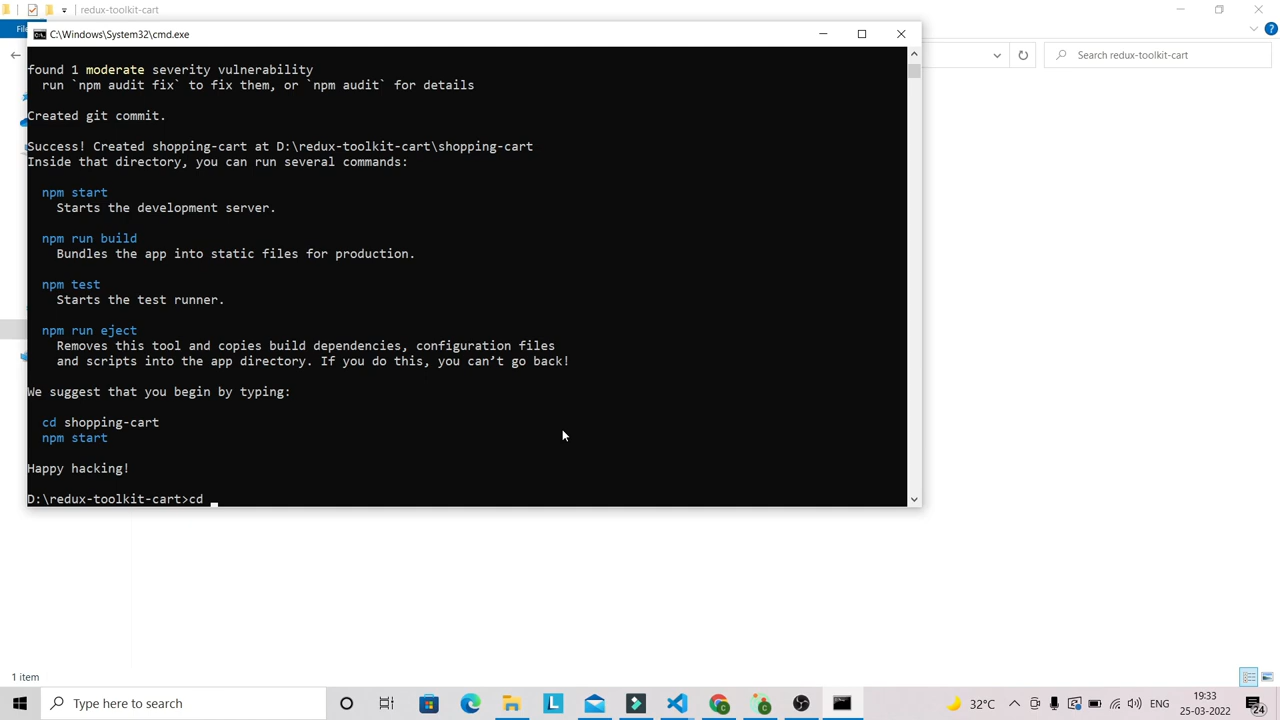 redux-toolkit-cart
File
C:\Windows\System32\cmd.exe
Search redux-toolkit-cart
found 1 moderate severity vulnerability
run `npm audit fix` to fix them, or `npm audit` for details
Created git commit.
Success! Created shopping-cart at D:\redux-toolkit-cart\shopping-cart
Inside that directory, you can run several commands:
npm start
Starts the development server.
npm run build
Bundles the app into static files for production.
npm test
Starts the test runner.
npm run eject
Removes this tool and copies build dependencies, configuration files
and scripts into the app directory. If you do this, you can’t go back!
We suggest that you begin by typing:
cd shopping-cart
npm start
Happy hacking!
D:\redux-toolkit-cart>cd
1 item
Type here to search
32°C
ENG
19:33
25-03-2022
24